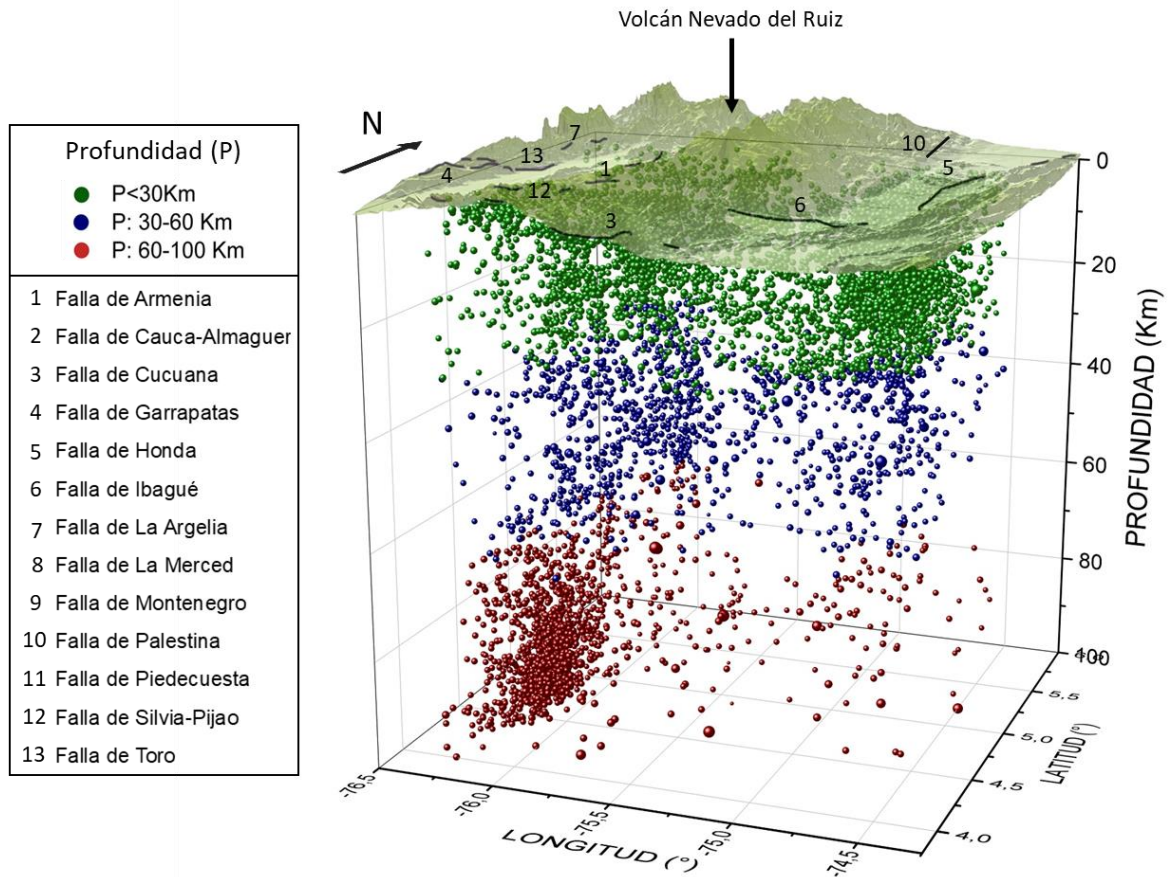 Volcán Nevado del Ruiz
N
Profundidad (P)
P<30Km
P: 30-60 Km
P: 60-100 Km
1 Falla de Armenia
2 Falla de Cauca-Almaguer
3 Falla de Cucuana
4 Falla de Garrapatas
5 Falla de Honda
6 Falla de Ibagué
7 Falla de La Argelia
8 Falla de La Merced
9 Falla de Montenegro
10 Falla de Palestina
11 Falla de Piedecuesta
12 Falla de Silvia-Pijao
13 Falla de Toro
7
13
4
12
1
3
6
10
5
0
20
40
60
80
100
PROFUNDIDAD (Km)
5.5
5.0
4.5
4.0
LATITUD (°)
-76,5
-76,0
-75,5
-75,0
-74,5
LONGITUD (°)